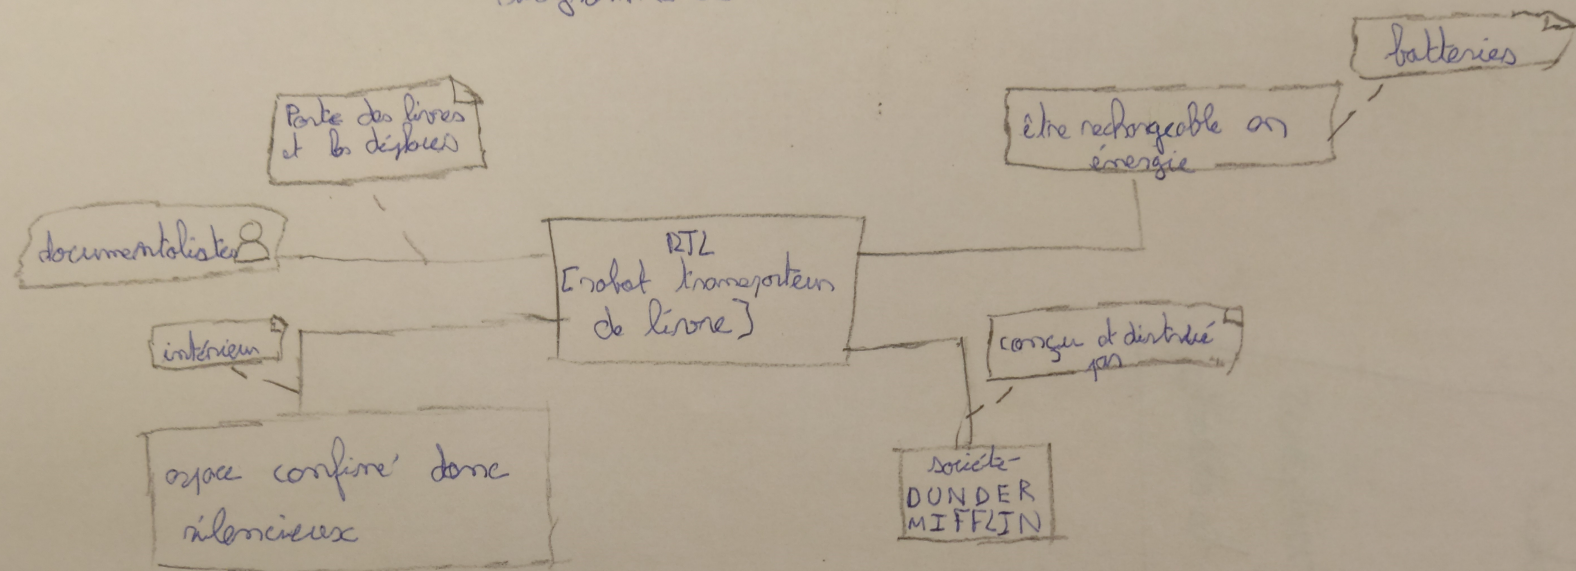 batteries
Porte des livres
et les déplaces
être rechargeable en
énergie
documentaliste
RTL
[robot transporteur
de livre]
intérieur
conçu et distribué
par
espace confiné donc
silencieux
société
DUNDER
MIFFLIN